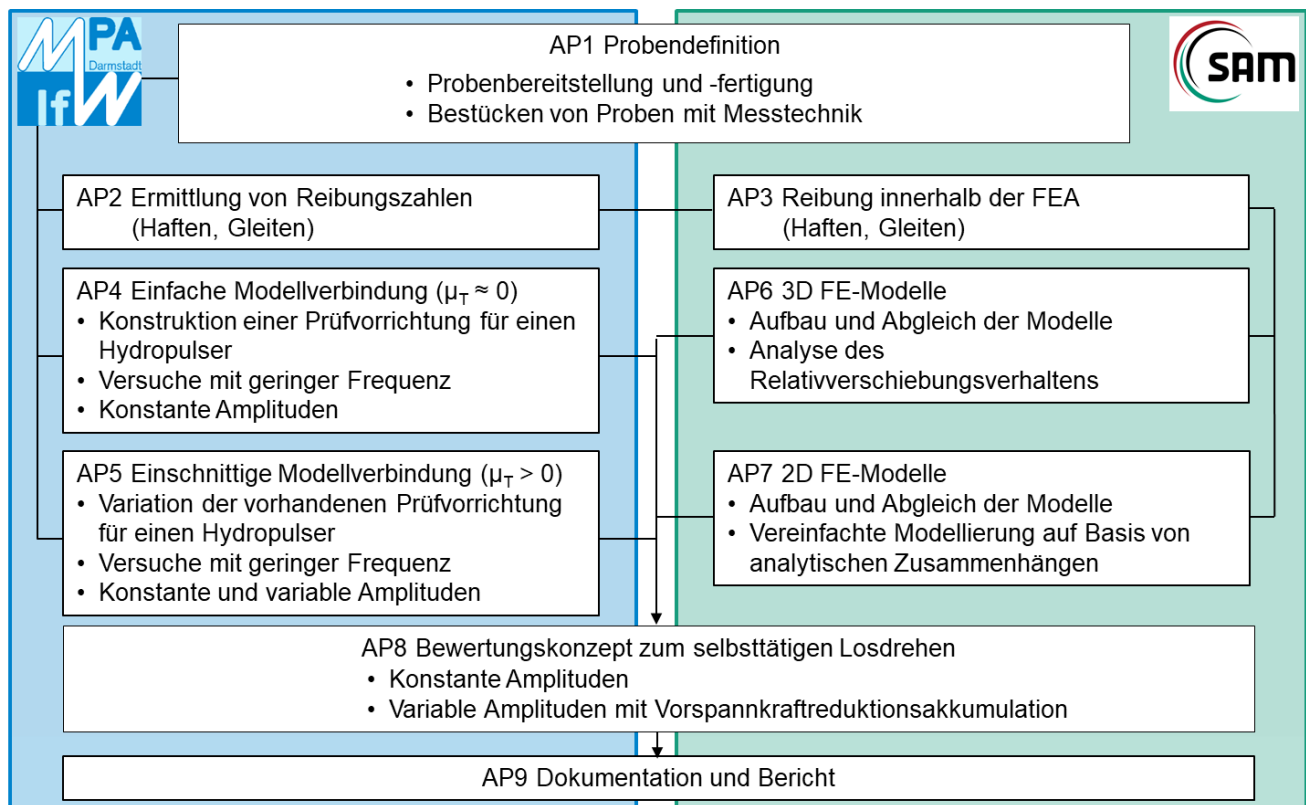 MPA
Darmstadt
IfW
SAM
AP1 Probendefinition
• Probenbereitstellung und -fertigung
• Bestücken von Proben mit Messtechnik
AP2 Ermittlung von Reibungszahlen
(Haften, Gleiten)
AP3 Reibung innerhalb der FEA
(Haften, Gleiten)
AP4 Einfache Modellverbindung (μT ≈ 0)
• Konstruktion einer Prüfvorrichtung für einen
Hydropulser
• Versuche mit geringer Frequenz
• Konstante Amplituden
AP6 3D FE-Modelle
• Aufbau und Abgleich der Modelle
• Analyse des
Relativverschiebungsverhaltens
AP5 Einschnittige Modellverbindung (μT > 0)
• Variation der vorhandenen Prüfvorrichtung
für einen Hydropulser
• Versuche mit geringer Frequenz
• Konstante und variable Amplituden
AP7 2D FE-Modelle
• Aufbau und Abgleich der Modelle
• Vereinfachte Modellierung auf Basis von
analytischen Zusammenhängen
AP8 Bewertungskonzept zum selbsttätigen Losdrehen
• Konstante Amplituden
• Variable Amplituden mit Vorspannkraftreduktionsakkumulation
AP9 Dokumentation und Bericht